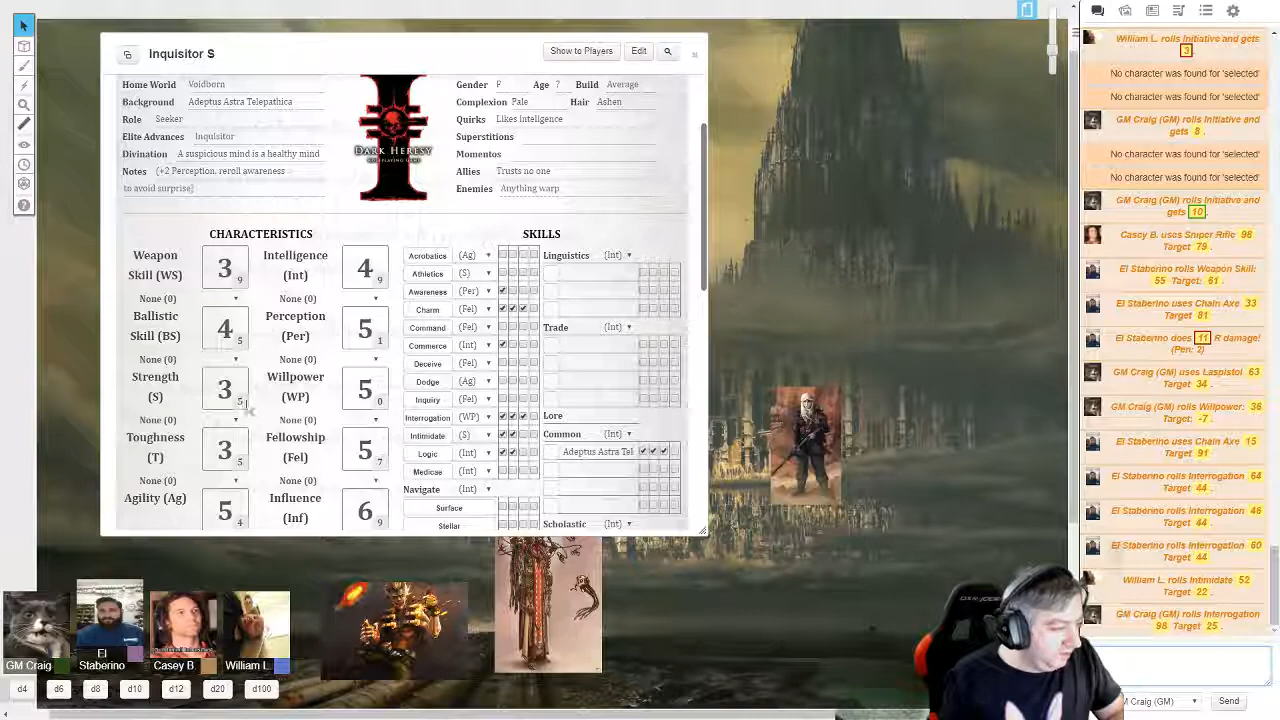 Inquisitor S
Show to Players
Edit
Home World Voidborn
Background Adeptus Astra Telepathica
Role Seeker
Elite Advances Inquisitor
Divination A suspicious mind is a healthy mind
Notes (+2 Perception, reroll awareness
to avoid surprise)
DARK HERESY
ROLEPLAYING GAME
Gender F Age ? Build Average
Complexion Pale Hair Ashen
Quirks Likes intelligence
Superstitions
Momentos
Allies Trusts no one
Enemies Anything warp
CHARACTERISTICS
Weapon Skill (WS) 3 9 Intelligence (Int) 4 9
None (0) None (0)
Ballistic Skill (BS) 4 5 Perception (Per) 5 1
None (0) None (0)
Strength (S) 3 5 Willpower (WP) 5 0
None (0) None (0)
Toughness (T) 3 5 Fellowship (Fel) 5 7
None (0) None (0)
Agility (Ag) 5 4 Influence (Inf) 6 9
SKILLS
Acrobatics (Ag)
Athletics (S)
Awareness (Per)
Charm (Fel)
Command (Fel)
Commerce (Int)
Deceive (Fel)
Dodge (Ag)
Inquiry (Fel)
Interrogation (WP)
Intimidate (S)
Logic (Int)
Medicae (Int)
Navigate (Int)
Surface
Stellar
Linguistics (Int)
Trade (Int)
Lore
Common (Int)
Adeptus Astra Tel
Scholastic (Int)
GM Craig
El Staberino
Casey B
William L.
d4 d6 d8 d10 d12 d20 d100
William L. rolls Initiative and gets
3 .
No character was found for 'selected'
No character was found for 'selected'
GM Craig (GM) rolls Initiative and
gets 8 .
No character was found for 'selected'
No character was found for 'selected'
GM Craig (GM) rolls Initiative and
gets 10 .
Casey B. uses Sniper Rifle 98
Target 79 .
El Staberino rolls Weapon Skill:
55 Target: 61 .
El Staberino uses Chain Axe 33
Target 81
El Staberino does 11 R damage!
(Pen: 2)
GM Craig (GM) uses Laspistol 63
Target 34 .
GM Craig (GM) rolls Willpower: 36
Target: -7 .
El Staberino uses Chain Axe 15
Target 91 .
El Staberino rolls Interrogation 64
Target 44 .
El Staberino rolls Interrogation 46
Target 44 .
El Staberino rolls Interrogation 60
Target 44
William L. rolls Intimidate 52
Target 22 .
GM Craig (GM) rolls Interrogation
98 Target 25 .
Craig (GM)
Send